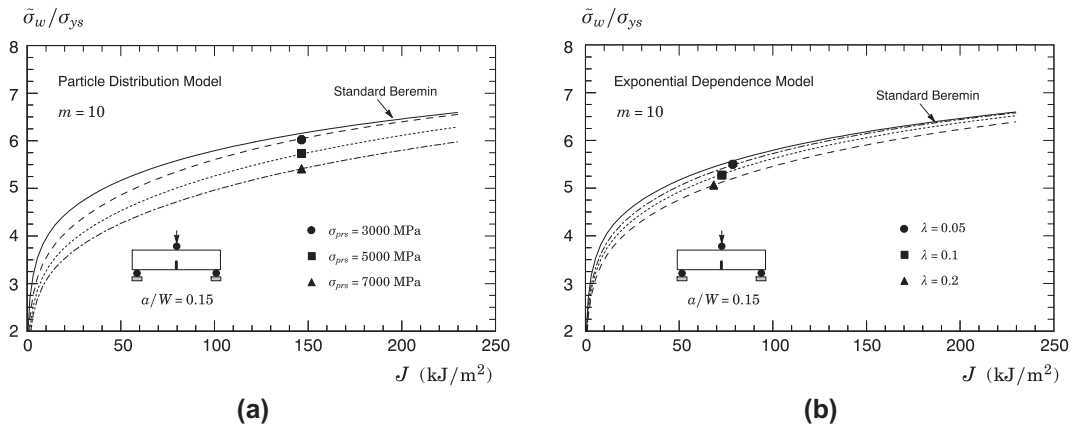 σ̃_w/σ_ys
8
7
6
5
4
3
2
Particle Distribution Model
m = 10
Standard Beremin
σ_prs = 3000 MPa
σ_prs = 5000 MPa
σ_prs = 7000 MPa
a/W = 0.15
0 50 100 150 200 250
J (kJ/m²)
(a)
σ̃_w/σ_ys
8
7
6
5
4
3
2
Exponential Dependence Model
m = 10
Standard Beremin
λ = 0.05
λ = 0.1
λ = 0.2
a/W = 0.15
0 50 100 150 200 250
J (kJ/m²)
(b)